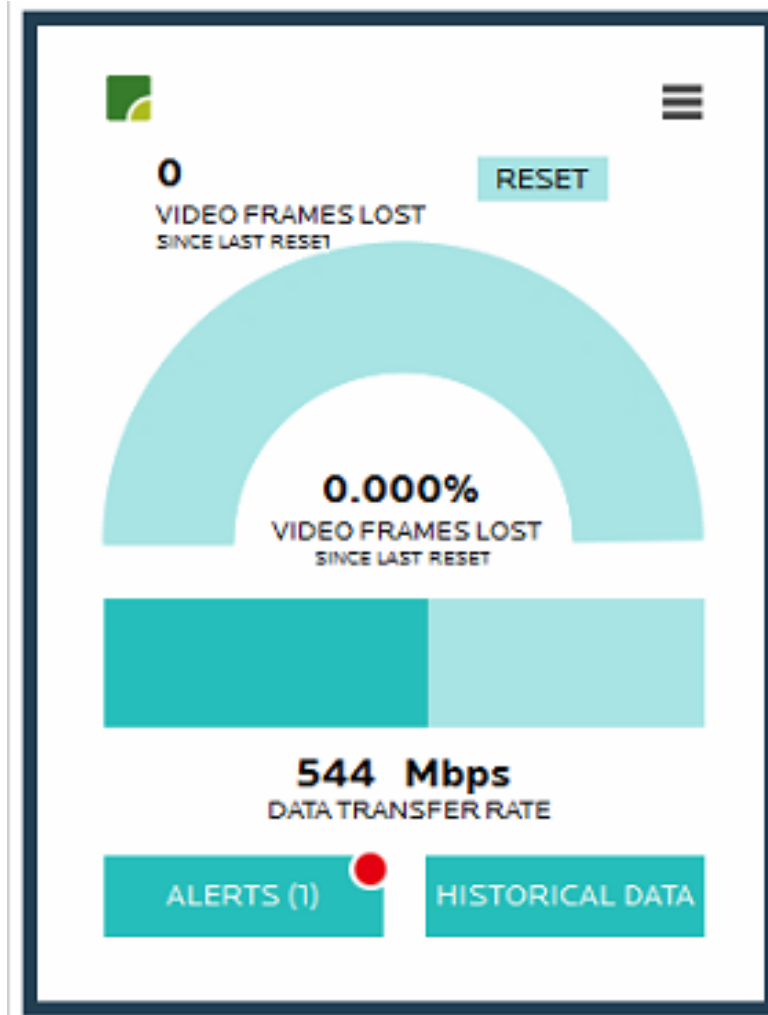 0
RESET
VIDEO FRAMES LOST
SINCE LAST RESET
0.000%
VIDEO FRAMES LOST
SINCE LAST RESET
544 Mbps
DATA TRANSFER RATE
ALERTS (1)
HISTORICAL DATA